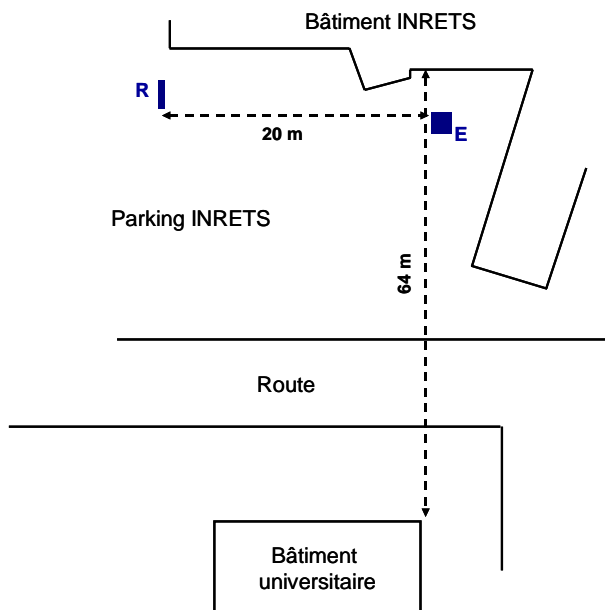 Bâtiment INRETS
R
20 m
E
Parking INRETS
64 m
Route
Bâtiment
universitaire